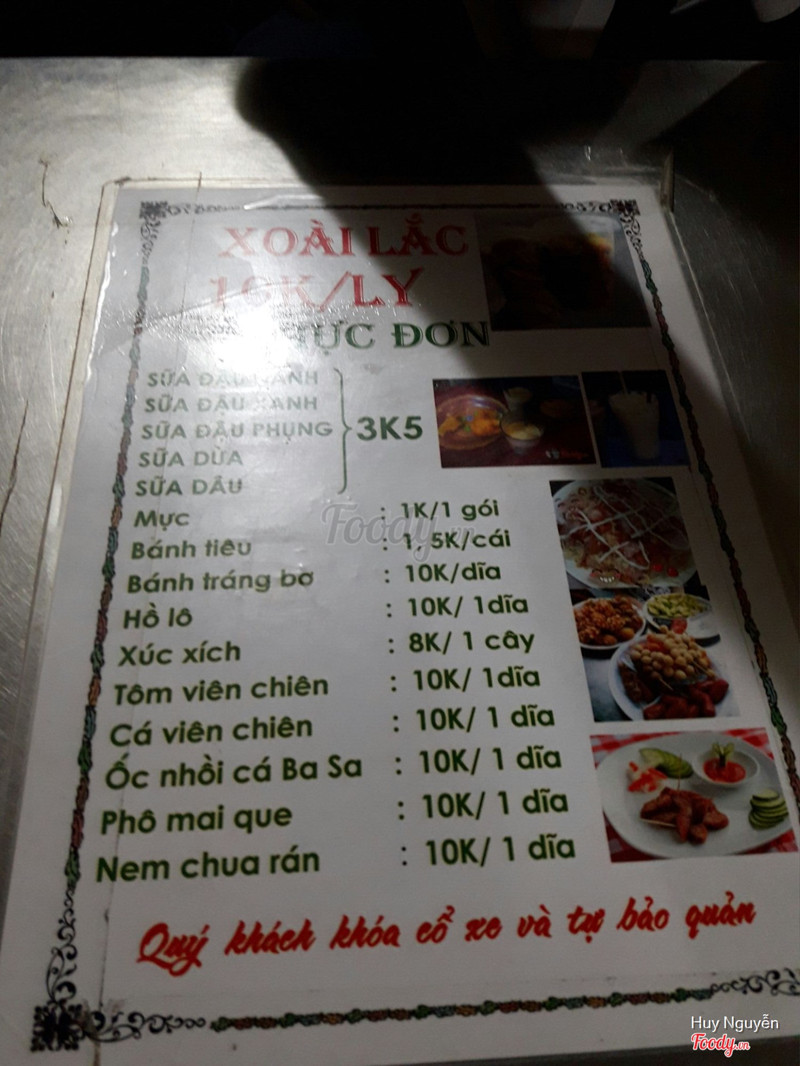 XOÀI LẮC
10K/LY
THỰC ĐƠN
SỮA ĐẬU NÀNH
SỮA ĐẬU XANH
SỮA ĐẬU PHỤNG
SỮA DỪA
SỮA DÂU
3K5
Mực : 1K/1 gói
Bánh tiêu : 1,5K/cái
Bánh tráng bơ : 10K/dĩa
Hồ lô : 10K/ 1dĩa
Xúc xích : 8K/ 1 cây
Tôm viên chiên : 10K/ 1dĩa
Cá viên chiên : 10K/ 1 dĩa
Ốc nhồi cá Ba Sa : 10K/ 1 dĩa
Phô mai que : 10K/ 1 dĩa
Nem chua rán : 10K/ 1 dĩa
Quý khách khóa cổ xe và tự bảo quản
Foody.vn
Huy Nguyễn
Foody.vn